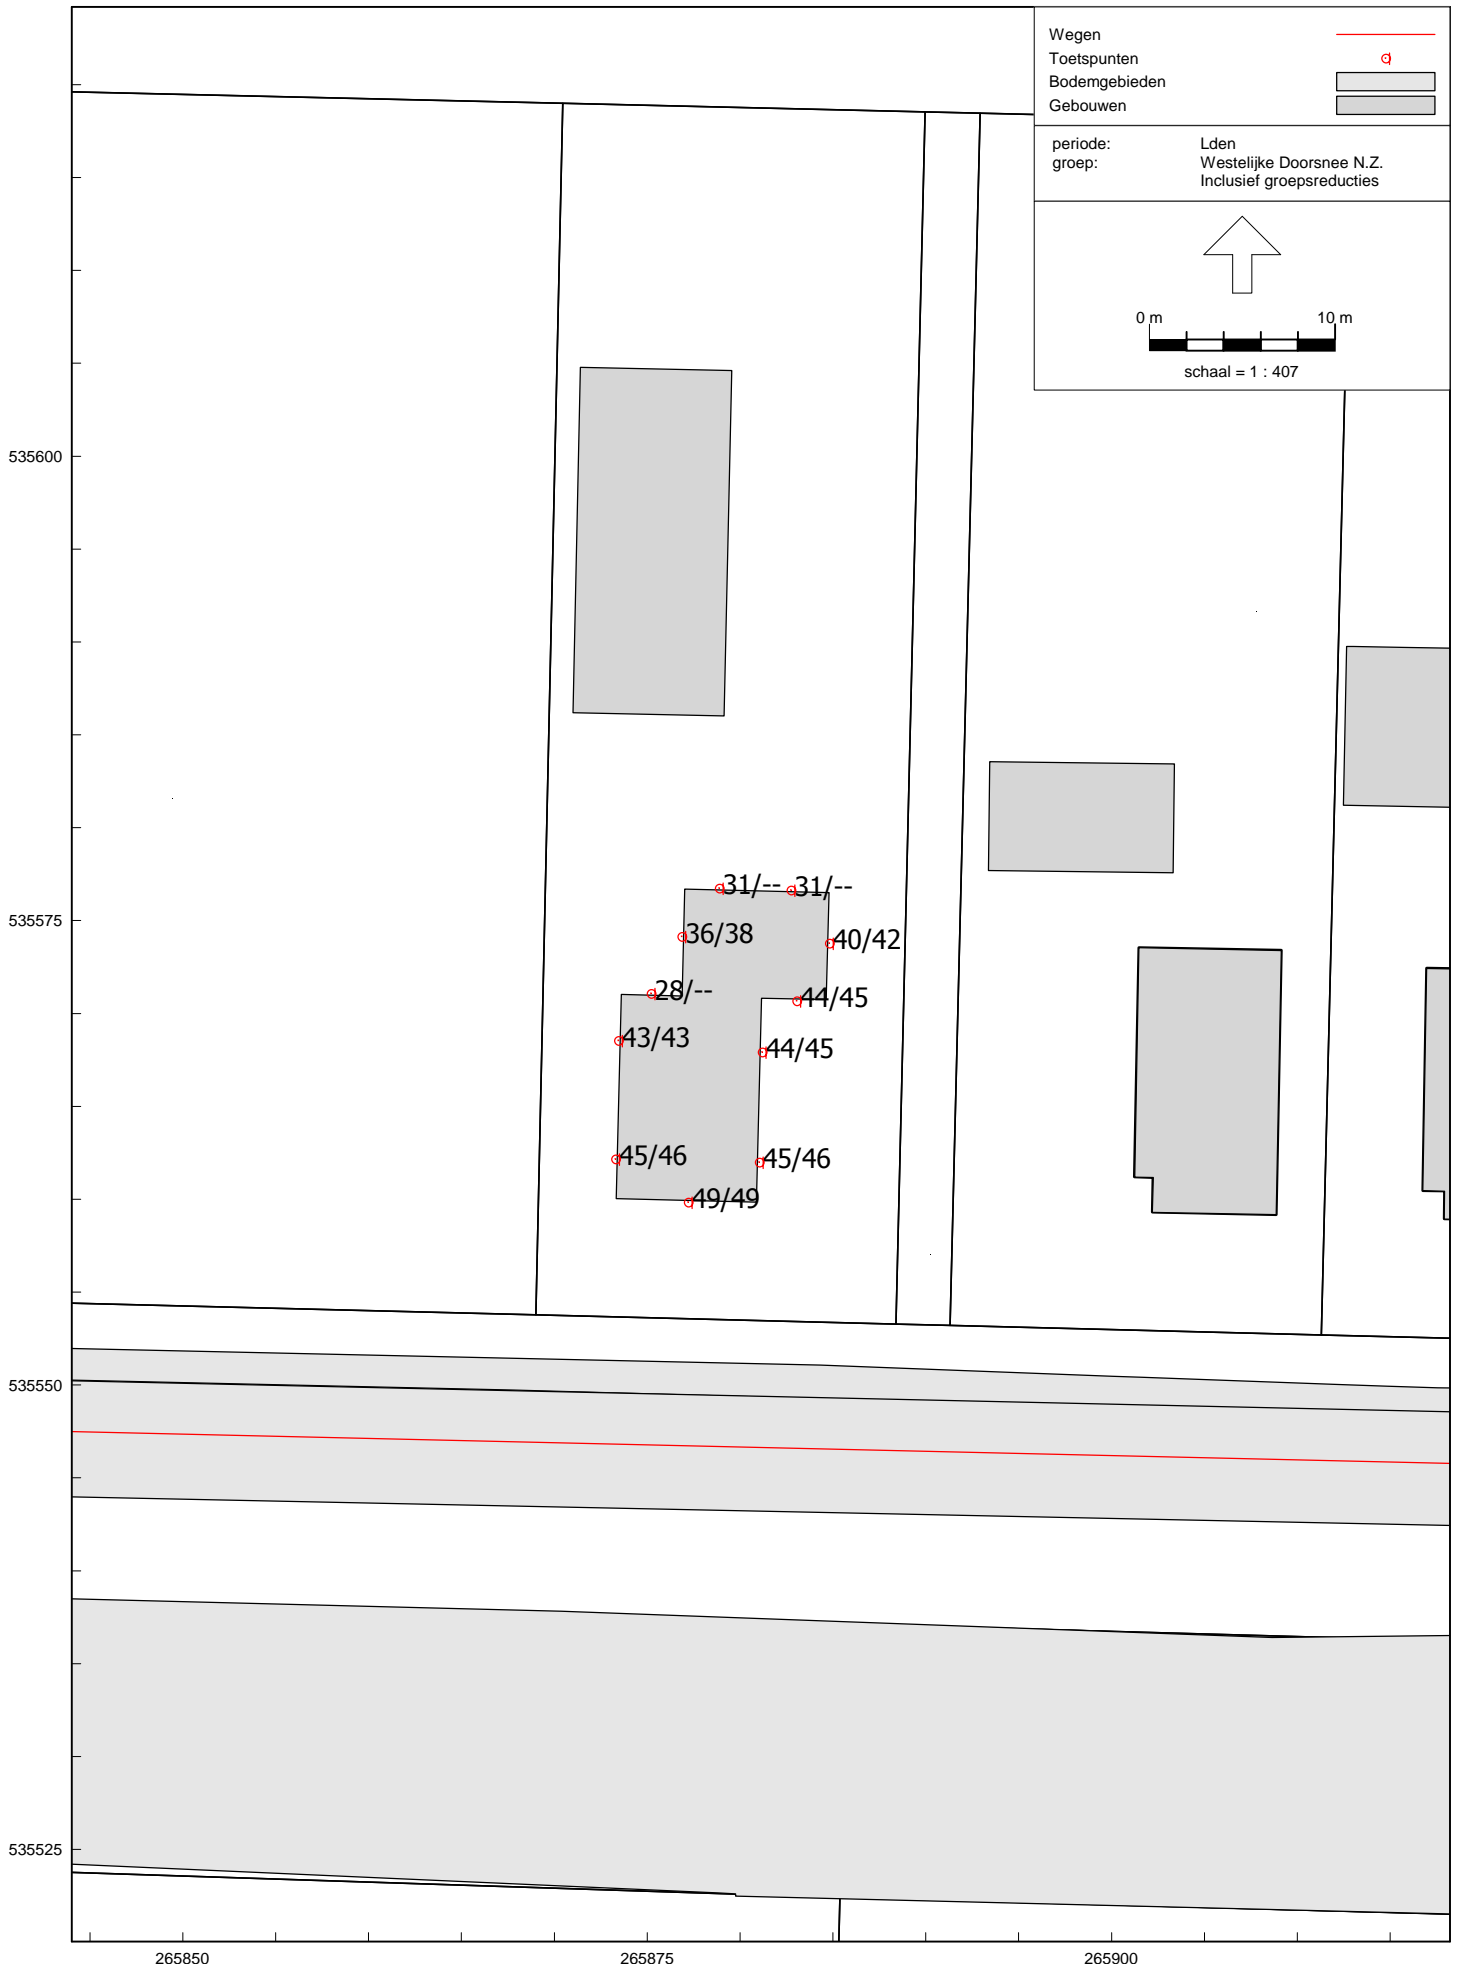 Wegen
Toetspunten
Bodemgebieden
Gebouwen
periode: Lden
groep: Westelijke Doorsnee N.Z.
Inclusief groepsreducties
0 m 10 m
schaal = 1 : 407
535600
31/-- 31/--
535575
36/38 40/42
28/-- 44/45
43/43 44/45
45/46 45/46
49/49
535550
535525
265850 265875 265900